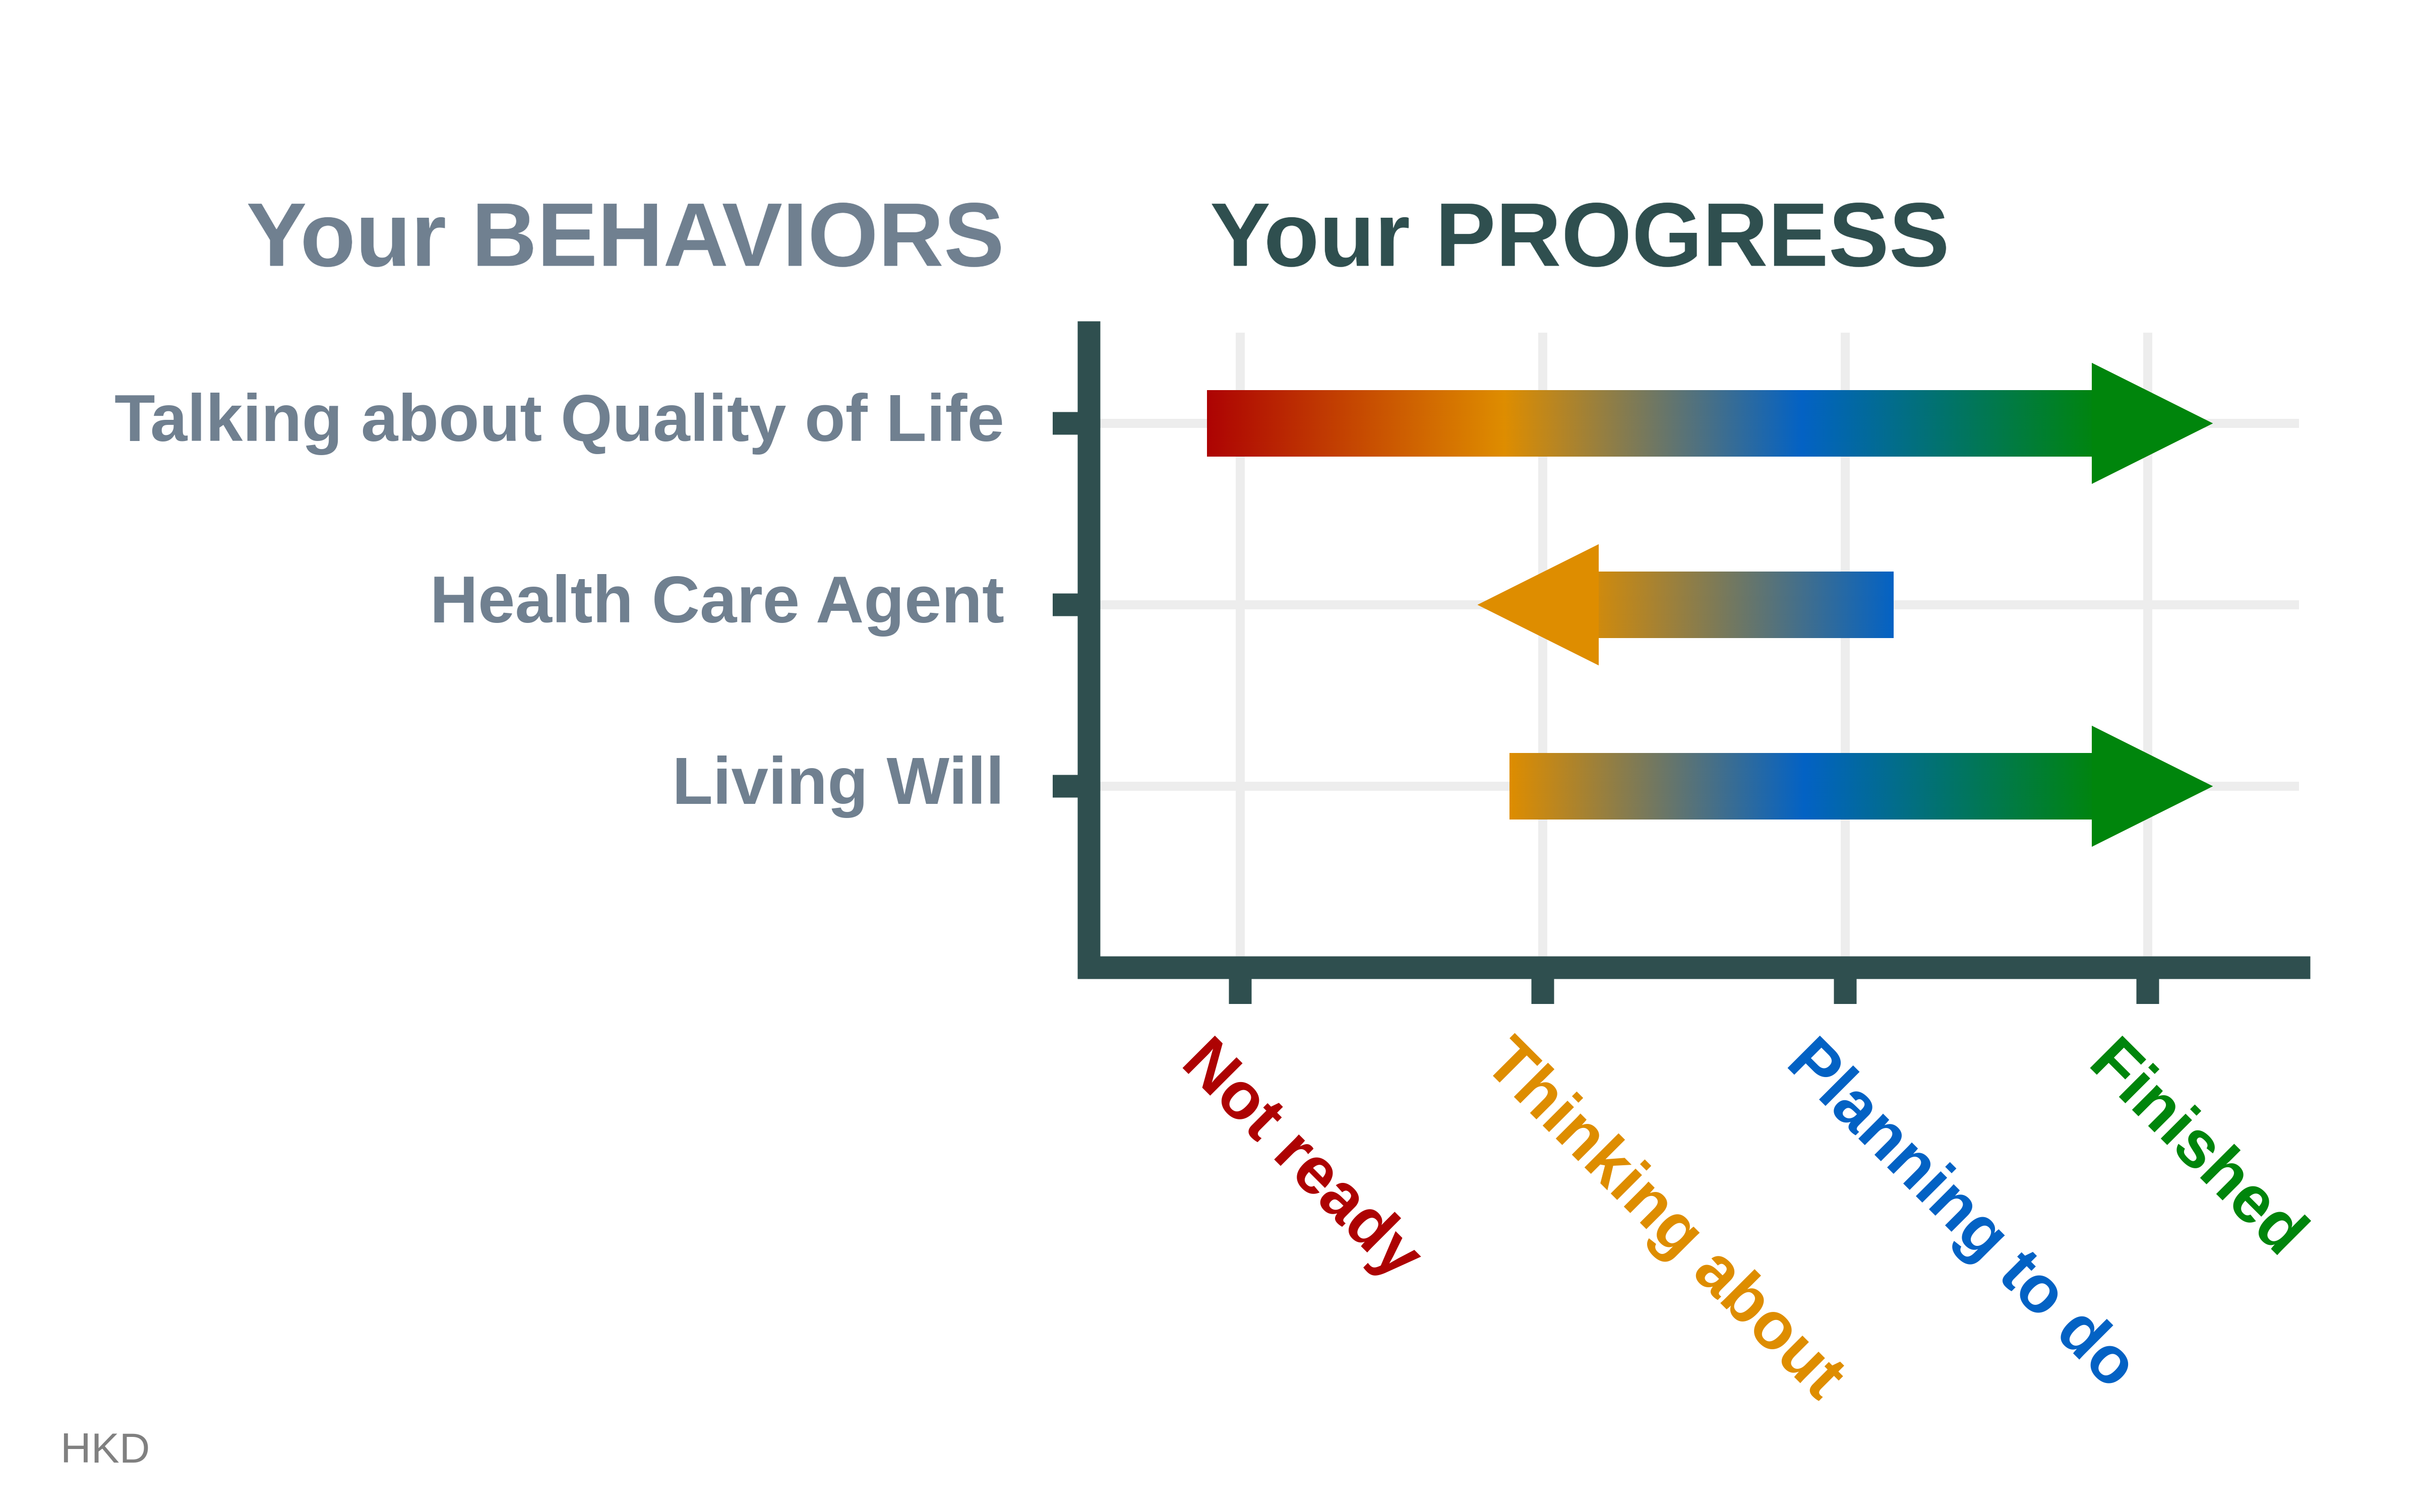 Your BEHAVIORS
Your PROGRESS
Talking about Quality of Life
Health Care Agent
Living Will
Not ready
Thinking about
Planning to do
Finished
HKD